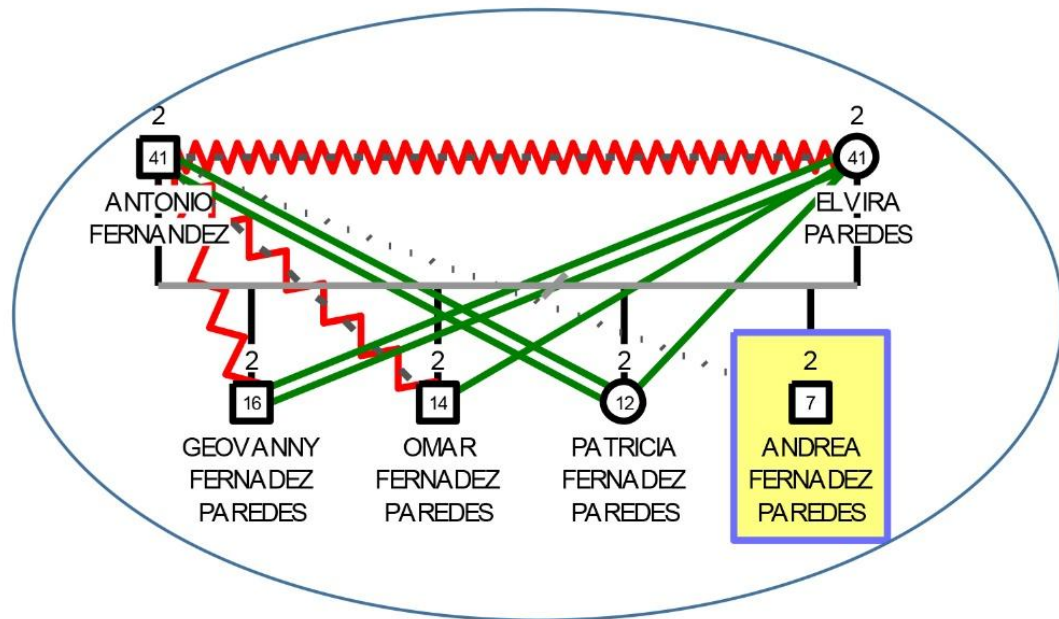 2
2
41
41
ANTONIO
FERNANDEZ
ELVIRA
PAREDES
2
2
2
2
16
14
12
7
GEOVANNY
FERNADEZ
PAREDES
OMAR
FERNADEZ
PAREDES
PATRICIA
FERNADEZ
PAREDES
ANDREA
FERNADEZ
PAREDES